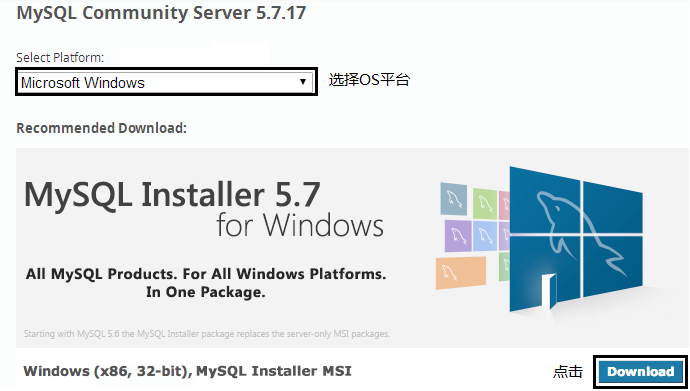 MySQL Community Server 5.7.17
Select Platform:
Microsoft Windows 选择OS平台
Recommended Download:
MySQL Installer 5.7
for Windows
All MySQL Products. For All Windows Platforms.
In One Package.
Starting with MySQL 5.6 the MySQL Installer package replaces the server-only MSI packages.
Windows (x86, 32-bit), MySQL Installer MSI 点击 Download